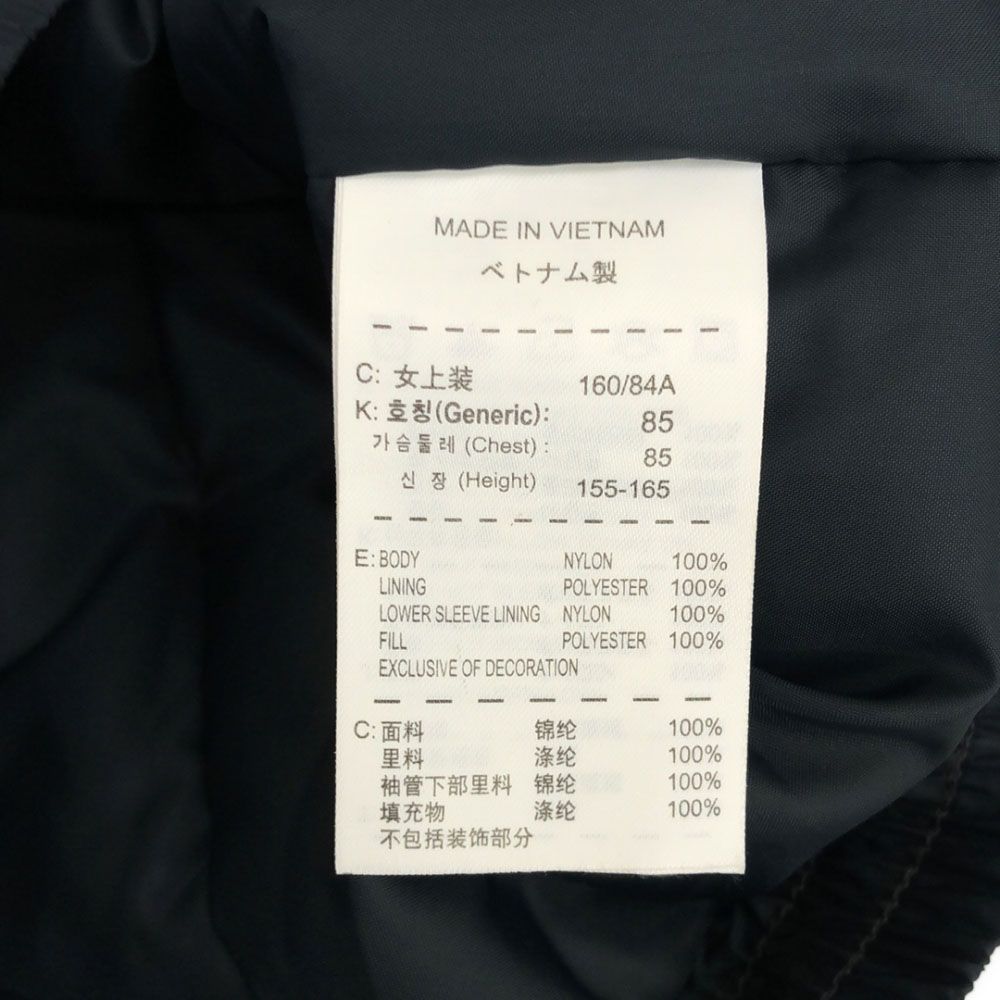 MADE IN VIETNAM
ベトナム製
C: 女上装 160/84A
K: 호칭(Generic): 85
가슴둘레 (Chest) : 85
신 장 (Height) 155-165
E: BODY NYLON 100%
LINING POLYESTER 100%
LOWER SLEEVE LINING NYLON 100%
FILL POLYESTER 100%
EXCLUSIVE OF DECORATION
C: 面料 锦纶 100%
里料 涤纶 100%
袖管下部里料 锦纶 100%
填充物 涤纶 100%
不包括装饰部分